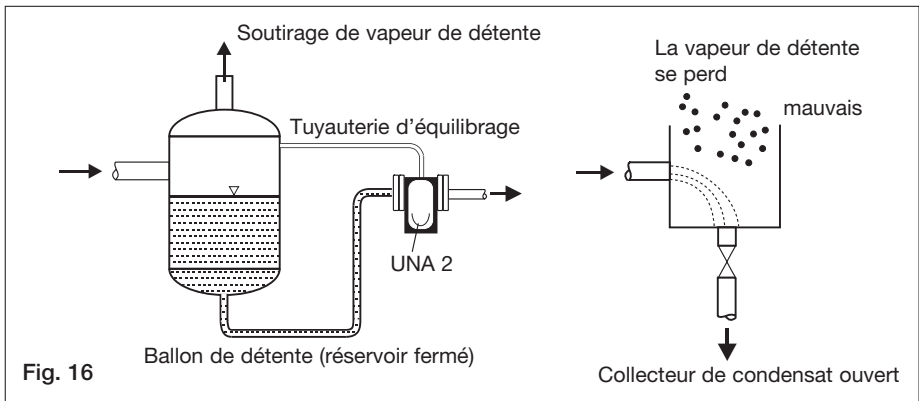 Soutirage de vapeur de détente
Tuyauterie d'équilibrage
UNA 2
Ballon de détente (réservoir fermé)
Fig. 16
La vapeur de détente
se perd
mauvais
Collecteur de condensat ouvert